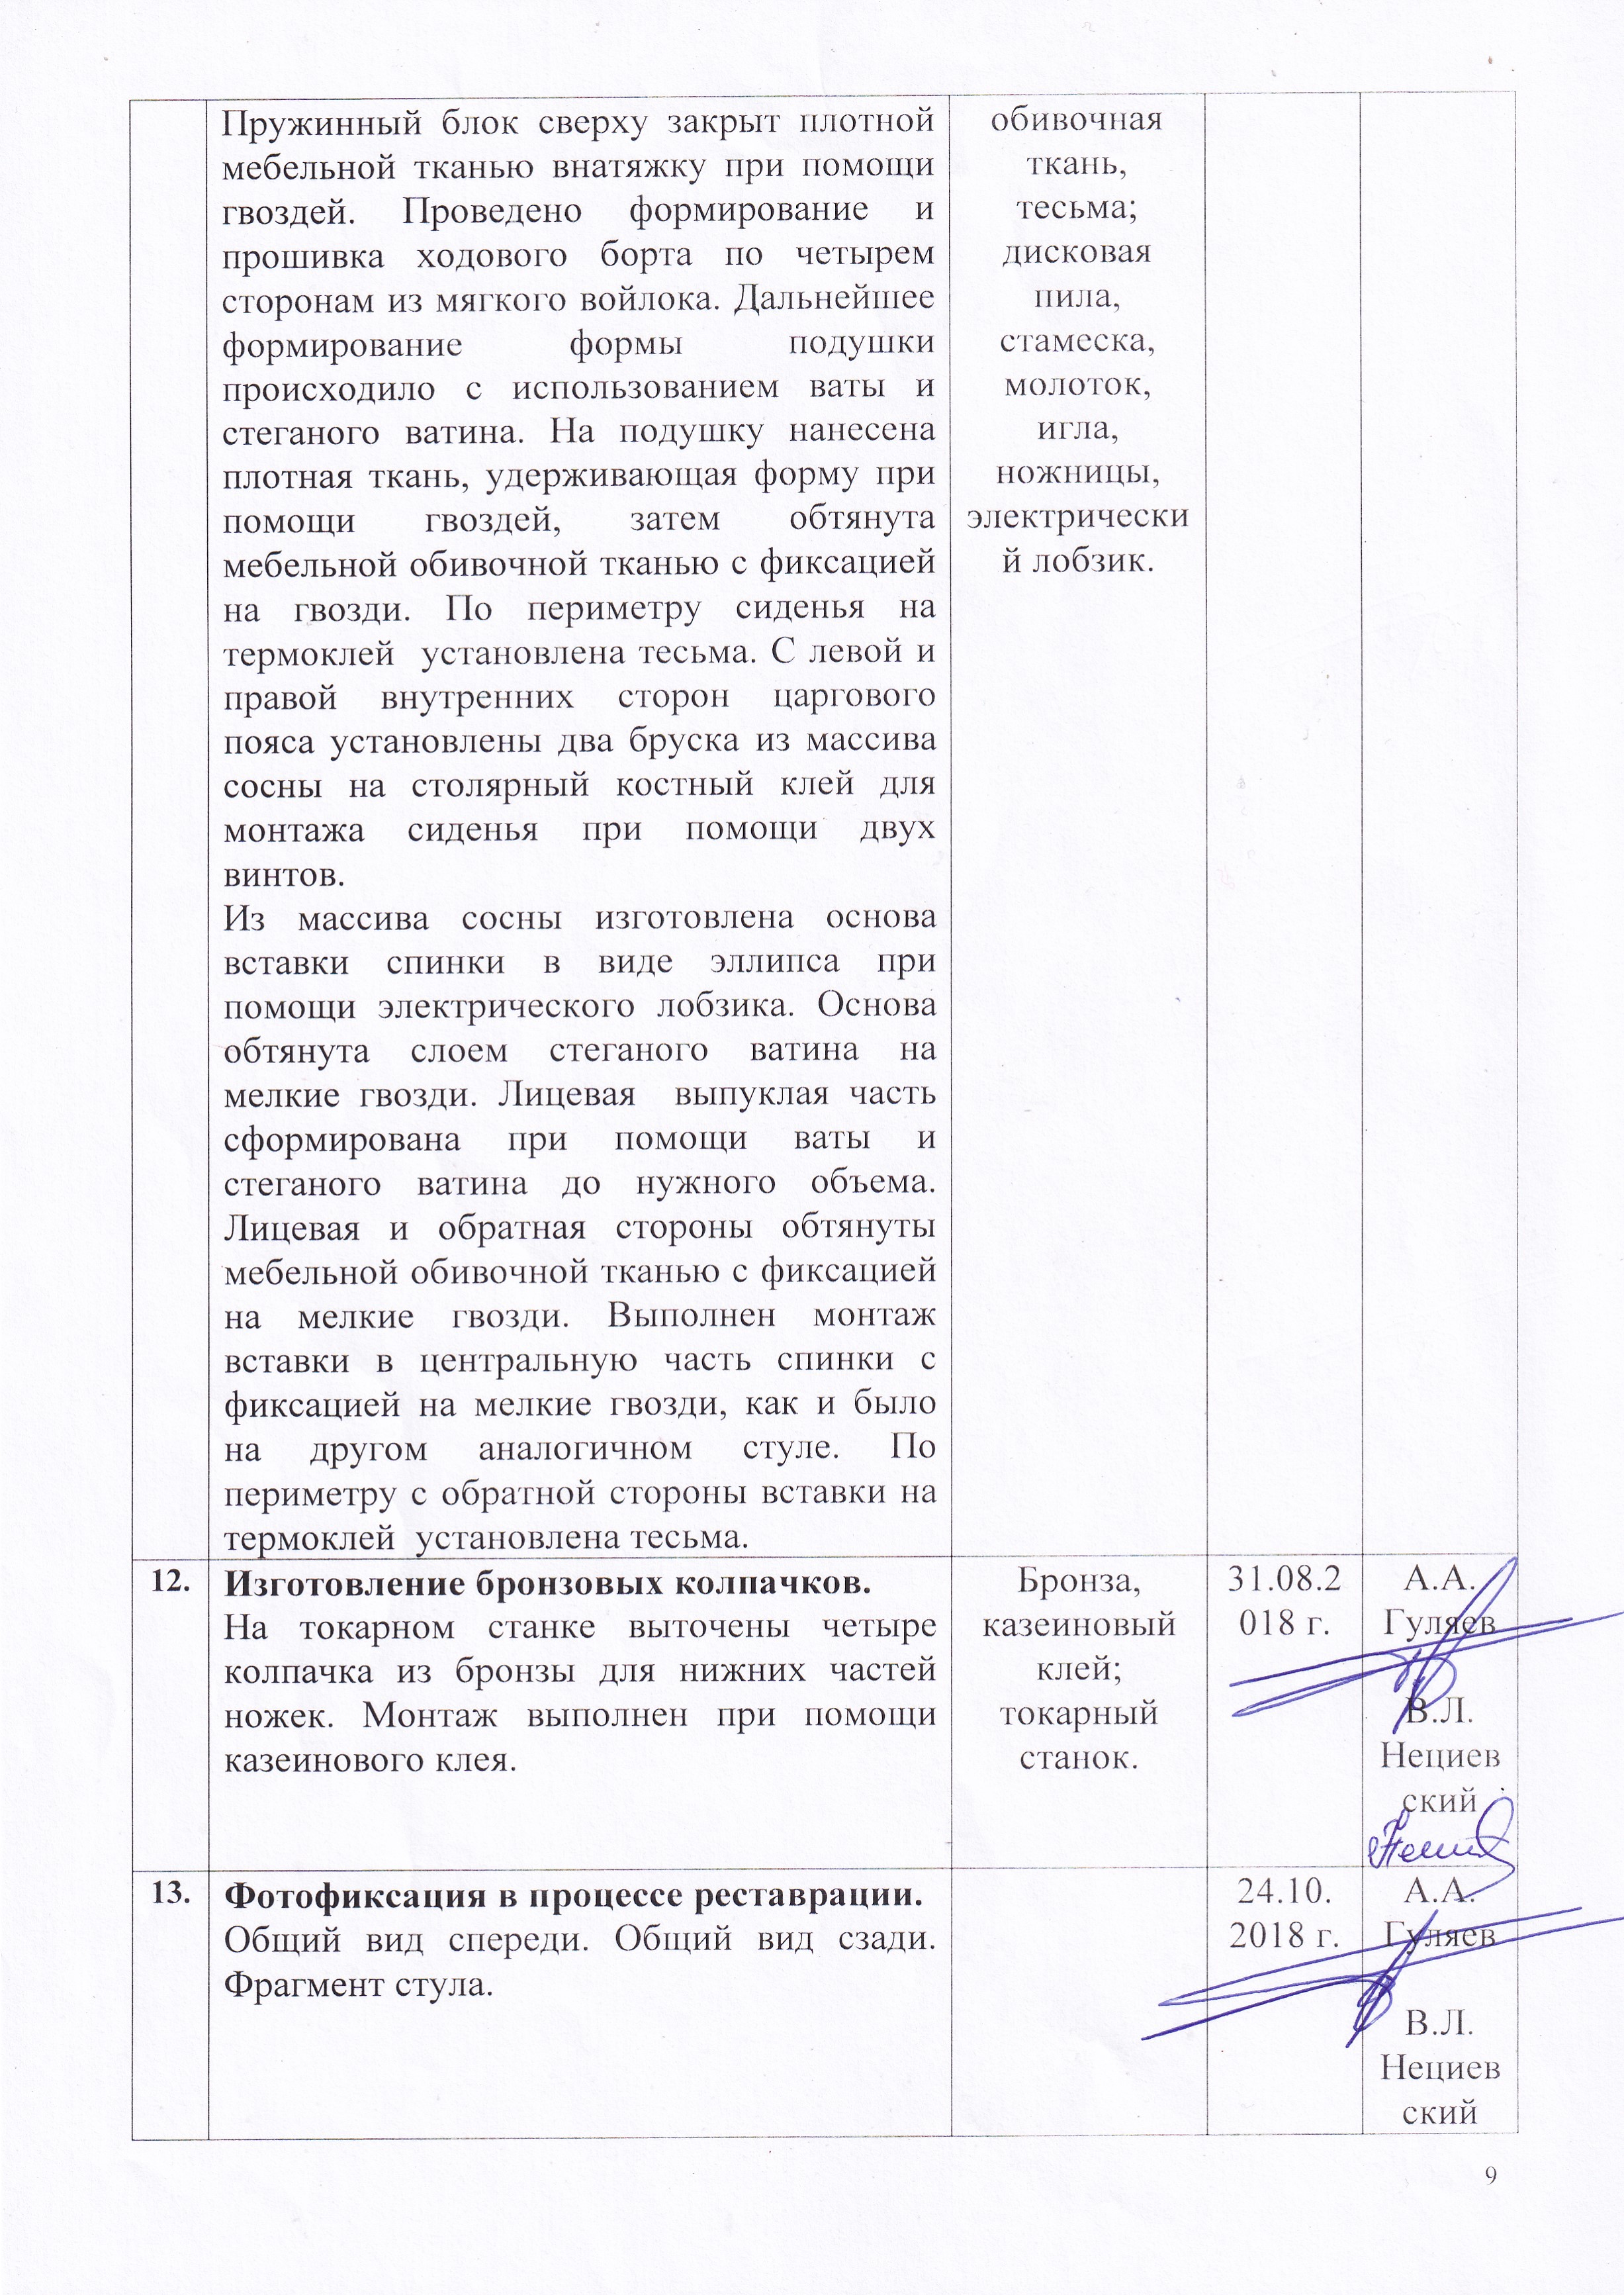 Пружинный блок сверху закрыт плотной
мебельной тканью внатяжку при помощи
гвоздей. Проведено формирование и
прошивка ходового борта по четырем
сторонам из мягкого войлока. Дальнейшее
формирование формы подушки
происходило с использованием ваты и
стеганого ватина. На подушку нанесена
плотная ткань, удерживающая форму при
помощи гвоздей, затем обтянута
мебельной обивочной тканью с фиксацией
на гвозди. По периметру сиденья на
термоклей установлена тесьма. С левой и
правой внутренних сторон царгового
пояса установлены два бруска из массива
сосны на столярный костный клей для
монтажа сиденья при помощи двух
винтов.
Из массива сосны изготовлена основа
вставки спинки в виде эллипса при
помощи электрического лобзика. Основа
обтянута слоем стеганого ватина на
мелкие гвозди. Лицевая выпуклая часть
сформирована при помощи ваты и
стеганого ватина до нужного объема.
Лицевая и обратная стороны обтянуты
мебельной обивочной тканью с фиксацией
на мелкие гвозди. Выполнен монтаж
вставки в центральную часть спинки с
фиксацией на мелкие гвозди, как и было
на другом аналогичном стуле. По
периметру с обратной стороны вставки на
термоклей установлена тесьма.
обивочная
ткань,
тесьма;
дисковая
пила,
стамеска,
молоток,
игла,
ножницы,
электрически
й лобзик.
12.
Изготовление бронзовых колпачков.
На токарном станке выточены четыре
колпачка из бронзы для нижних частей
ножек. Монтаж выполнен при помощи
казеинового клея.
Бронза,
казеиновый
клей;
токарный
станок.
31.08.2
018 г.
А.А.
Гуляев
В.Л.
Нециев
ский
13.
Фотофиксация в процессе реставрации.
Общий вид спереди. Общий вид сзади.
Фрагмент стула.
24.10.
2018 г.
А.А.
Гуляев
В.Л.
Нециев
ский
9